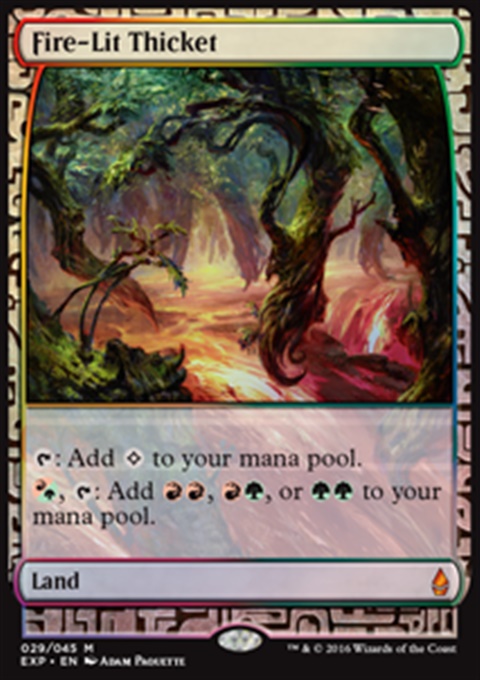 Fire-Lit Thicket
: Add to your mana pool.
, : Add , , or to your
mana pool.
Land
029/045 M
EXP • EN Adam Paquette
™ & © 2016 Wizards of the Coast